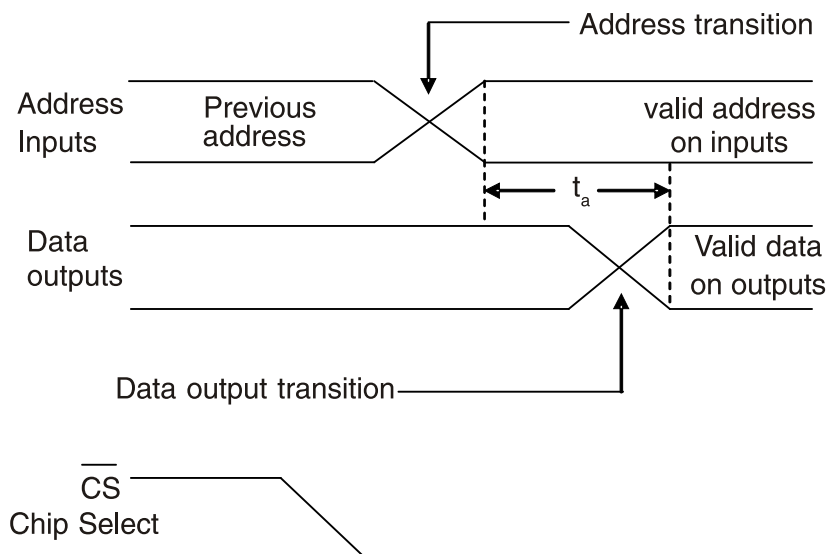 Address transition
Address
Inputs
Previous
address
valid address
on inputs
tₐ
Data
outputs
Valid data
on outputs
Data output transition
C̅S̅
Chip Select